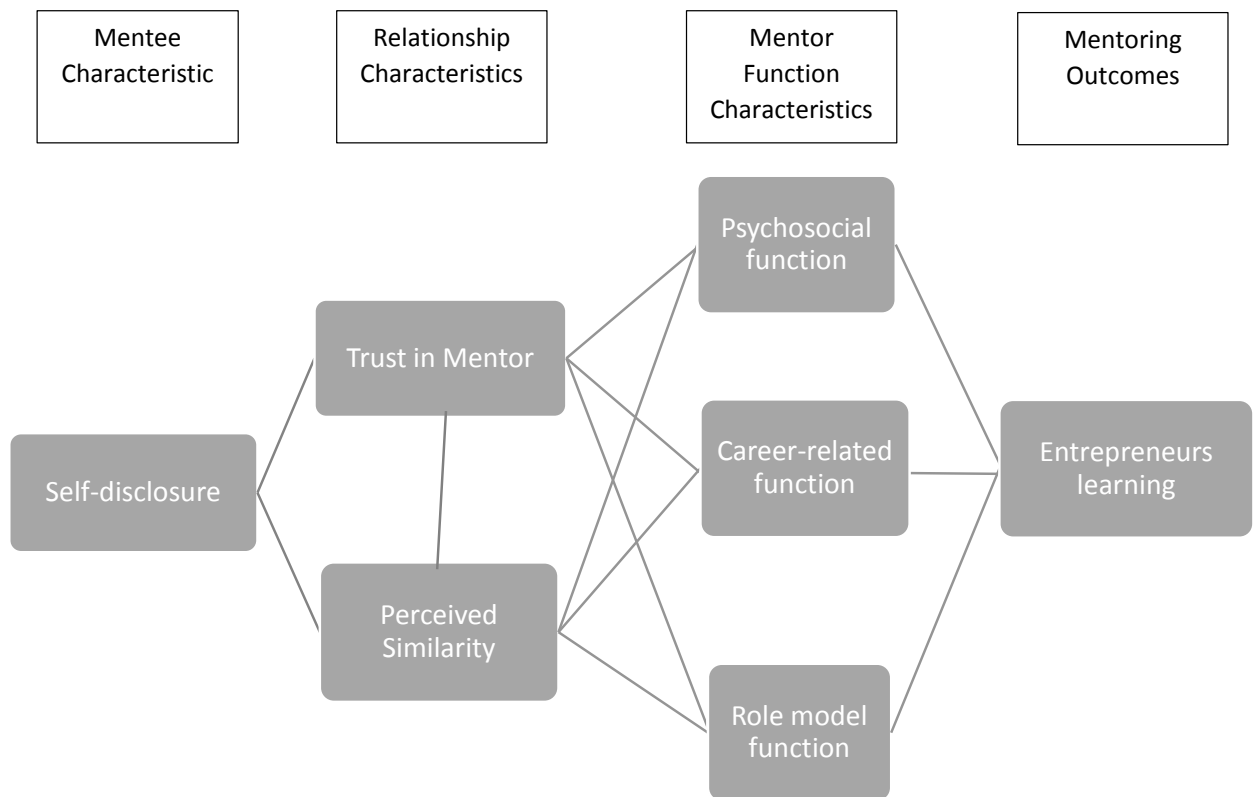 Mentee
Characteristic
Relationship
Characteristics
Mentor
Function
Characteristics
Mentoring
Outcomes
Psychosocial
function
Trust in Mentor
Career-related
function
Entrepreneurs
learning
Self-disclosure
Perceived
Similarity
Role model
function